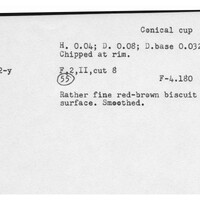 Conical cup
H. 0.04; D. 0.08; D.base 0.032
Chipped at rim.
2-y F,2,II,cut 8
55 F-4.180
Rather fine red-brown biscuit
surface. Smoothed.